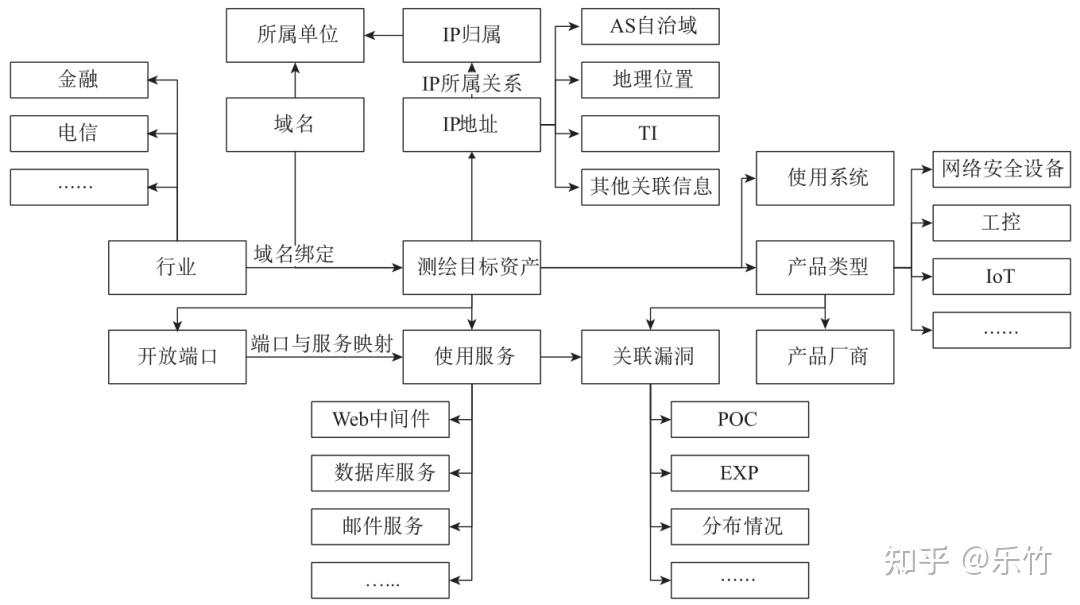 所属单位
IP归属
AS自治域
金融
IP所属关系
地理位置
电信
域名
IP地址
TI
……
其他关联信息
使用系统
网络安全设备
工控
行业
域名绑定
测绘目标资产
产品类型
IoT
……
开放端口
端口与服务映射
使用服务
关联漏洞
产品厂商
Web中间件
POC
数据库服务
EXP
邮件服务
分布情况
……
……
知乎 @乐竹